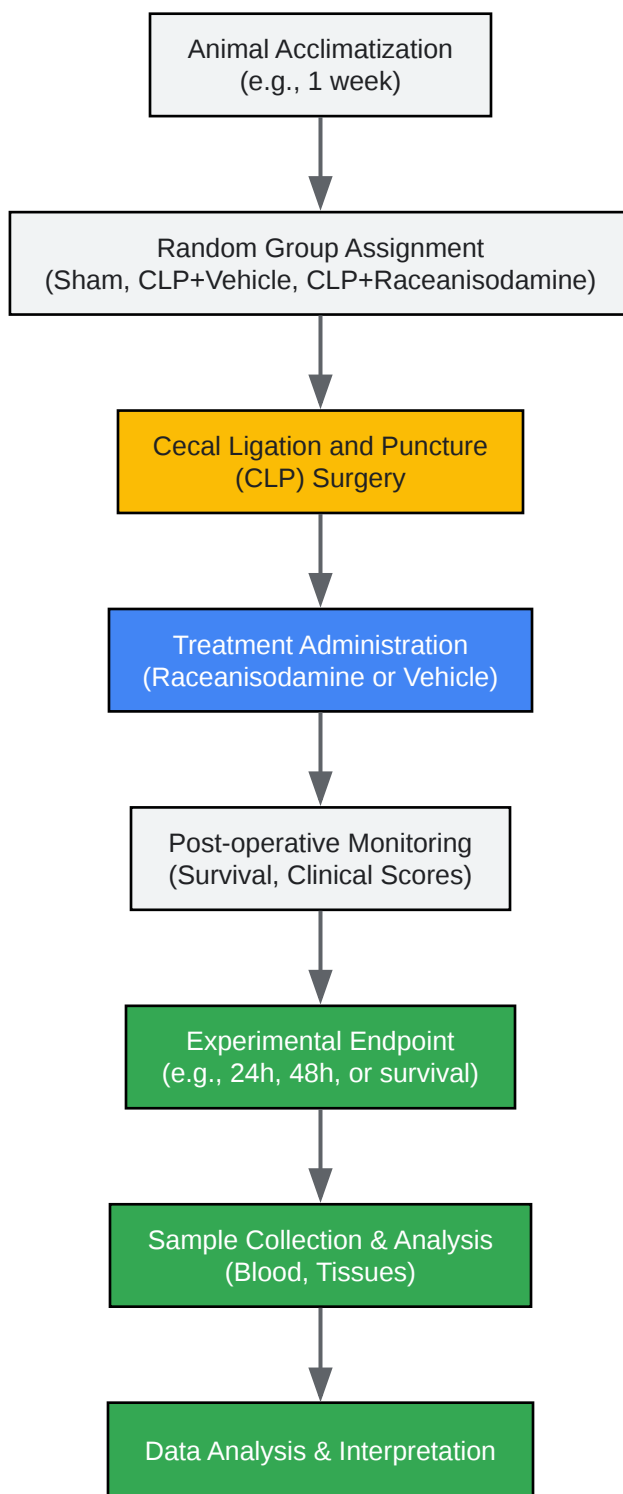 Animal Acclimatization
(e.g., 1 week)
Random Group Assignment
(Sham, CLP+Vehicle, CLP+Raceanisodamine)
Cecal Ligation and Puncture
(CLP) Surgery
Treatment Administration
(Raceanisodamine or Vehicle)
Post-operative Monitoring
(Survival, Clinical Scores)
Experimental Endpoint
(e.g., 24h, 48h, or survival)
Sample Collection & Analysis
(Blood, Tissues)
Data Analysis & Interpretation